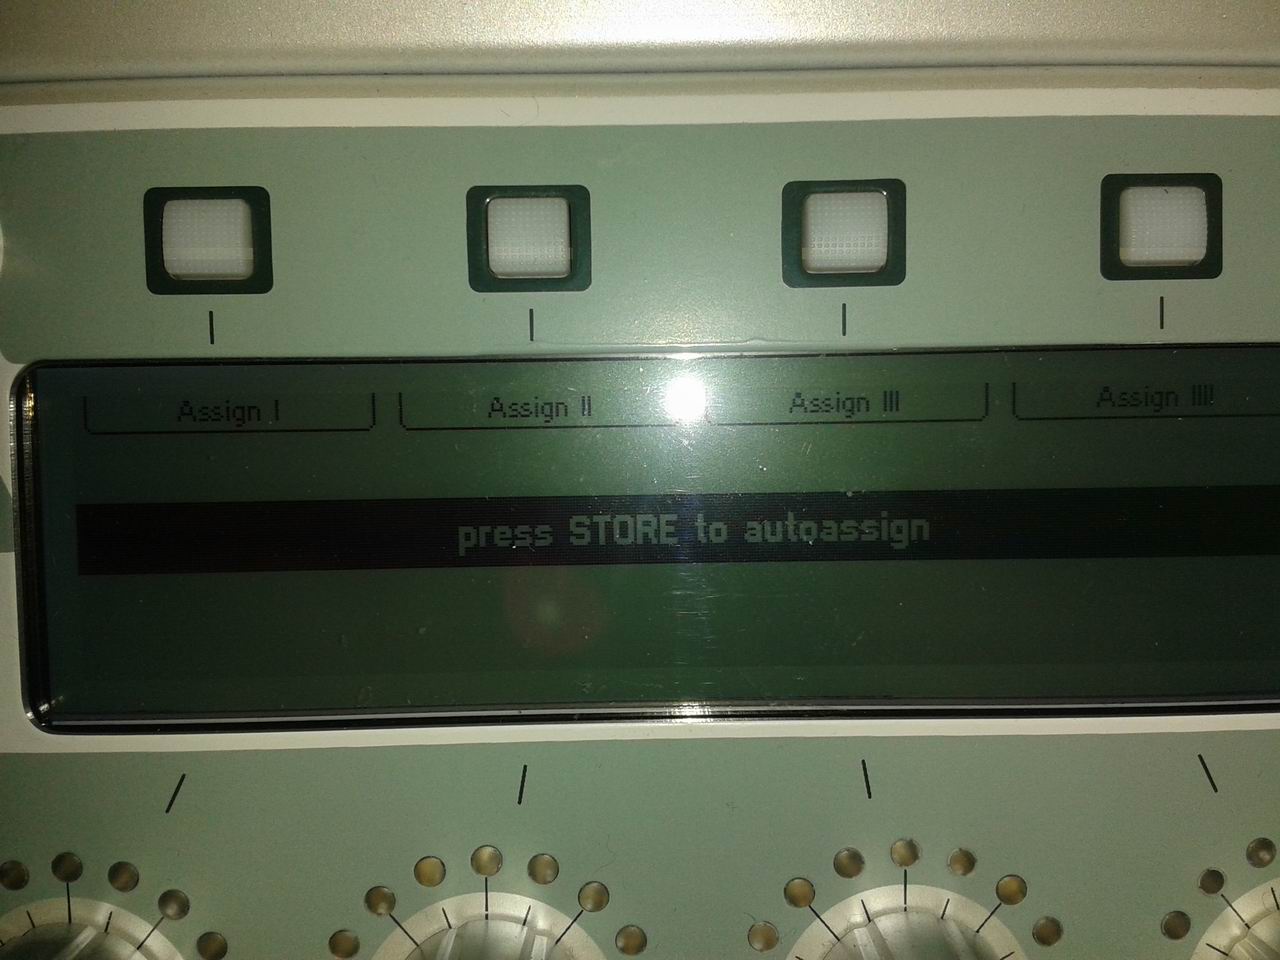 Assign I
Assign II
Assign III
Assign IIII
press STORE to autoassign